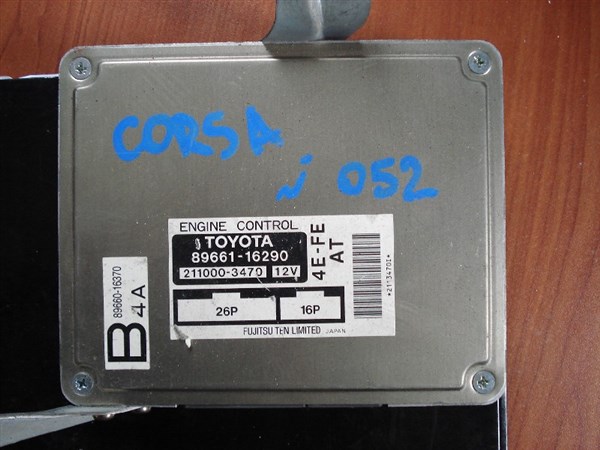 CORSA
i 052
ENGINE CONTROL
TOYOTA
89661-16290
211000-3470 12V
4E-FE
AT
26P 16P
FUJITSU TEN LIMITED JAPAN
89660-16370
B
4A